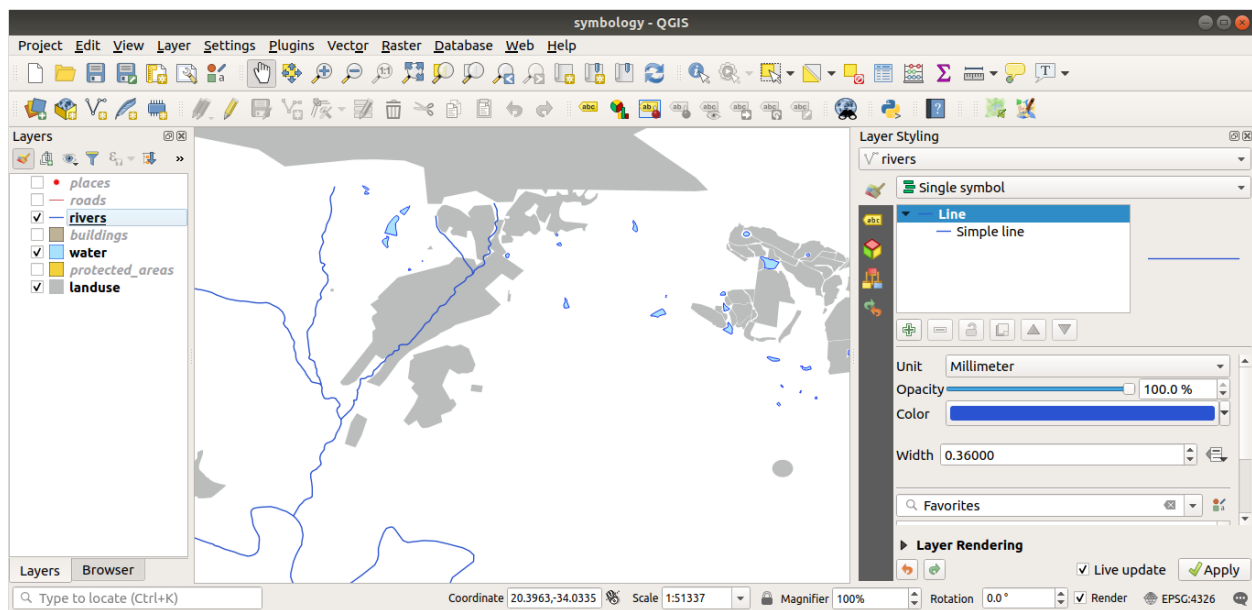 symbology - QGIS
Project Edit View Layer Settings Plugins Vector Raster Database Web Help
Layers
places
roads
rivers
buildings
water
protected_areas
landuse
Layers Browser
Layer Styling
rivers
Single symbol
Line
Simple line
Unit Millimeter
Opacity 100.0 %
Color
Width 0.36000
Favorites
Layer Rendering
Live update Apply
Type to locate (Ctrl+K) Coordinate 20.3963,-34.0335 Scale 1:51337 Magnifier 100% Rotation 0.0 ° Render EPSG:4326